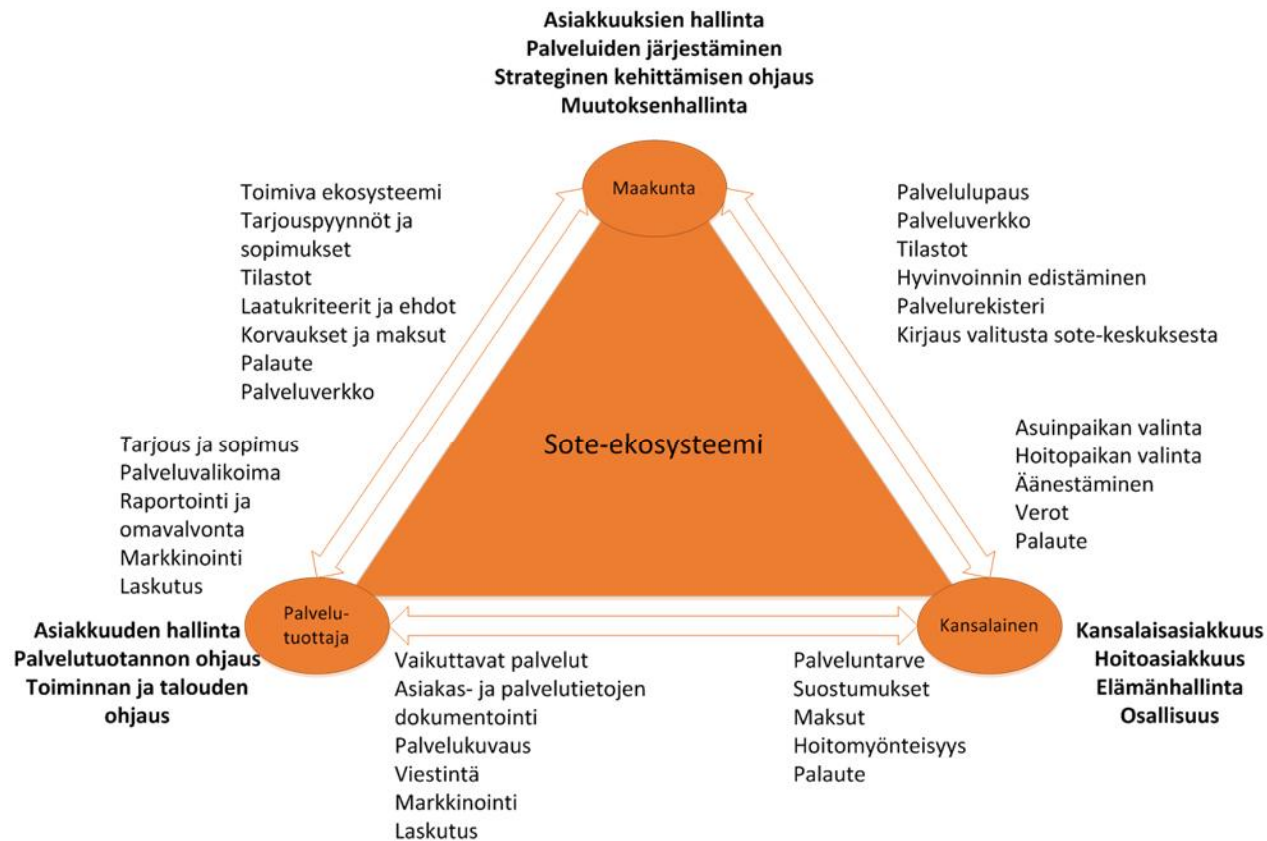 Asiakkuuksien hallinta
Palveluiden järjestäminen
Strateginen kehittämisen ohjaus
Muutoksenhallinta
Maakunta
Toimiva ekosysteemi
Tarjouspyynnöt ja
sopimukset
Tilastot
Laatukriteerit ja ehdot
Korvaukset ja maksut
Palaute
Palveluverkko
Palvelulupaus
Palveluverkko
Tilastot
Hyvinvoinnin edistäminen
Palvelurekisteri
Kirjaus valitusta sote-keskuksesta
Sote-ekosysteemi
Tarjous ja sopimus
Palveluvalikoima
Raportointi ja
omavalvonta
Markkinointi
Laskutus
Asuinpaikan valinta
Hoitopaikan valinta
Äänestäminen
Verot
Palaute
Palvelu-
tuottaja
Kansalainen
Asiakkuuden hallinta
Palvelutuotannon ohjaus
Toiminnan ja talouden
ohjaus
Vaikuttavat palvelut
Asiakas- ja palvelutietojen
dokumentointi
Palvelukuvaus
Viestintä
Markkinointi
Laskutus
Palveluntarve
Suostumukset
Maksut
Hoitomyönteisyys
Palaute
Kansalaisasiakkuus
Hoitoasiakkuus
Elämänhallinta
Osallisuus